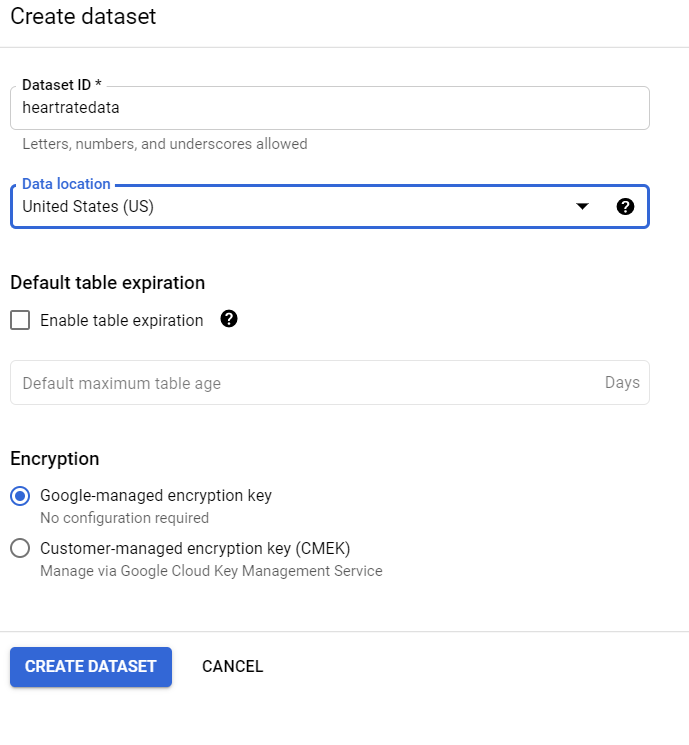 Create dataset
Dataset ID *
heartratedata
Letters, numbers, and underscores allowed
Data location
United States (US)
Default table expiration
Enable table expiration
Default maximum table age Days
Encryption
Google-managed encryption key
No configuration required
Customer-managed encryption key (CMEK)
Manage via Google Cloud Key Management Service
CREATE DATASET CANCEL